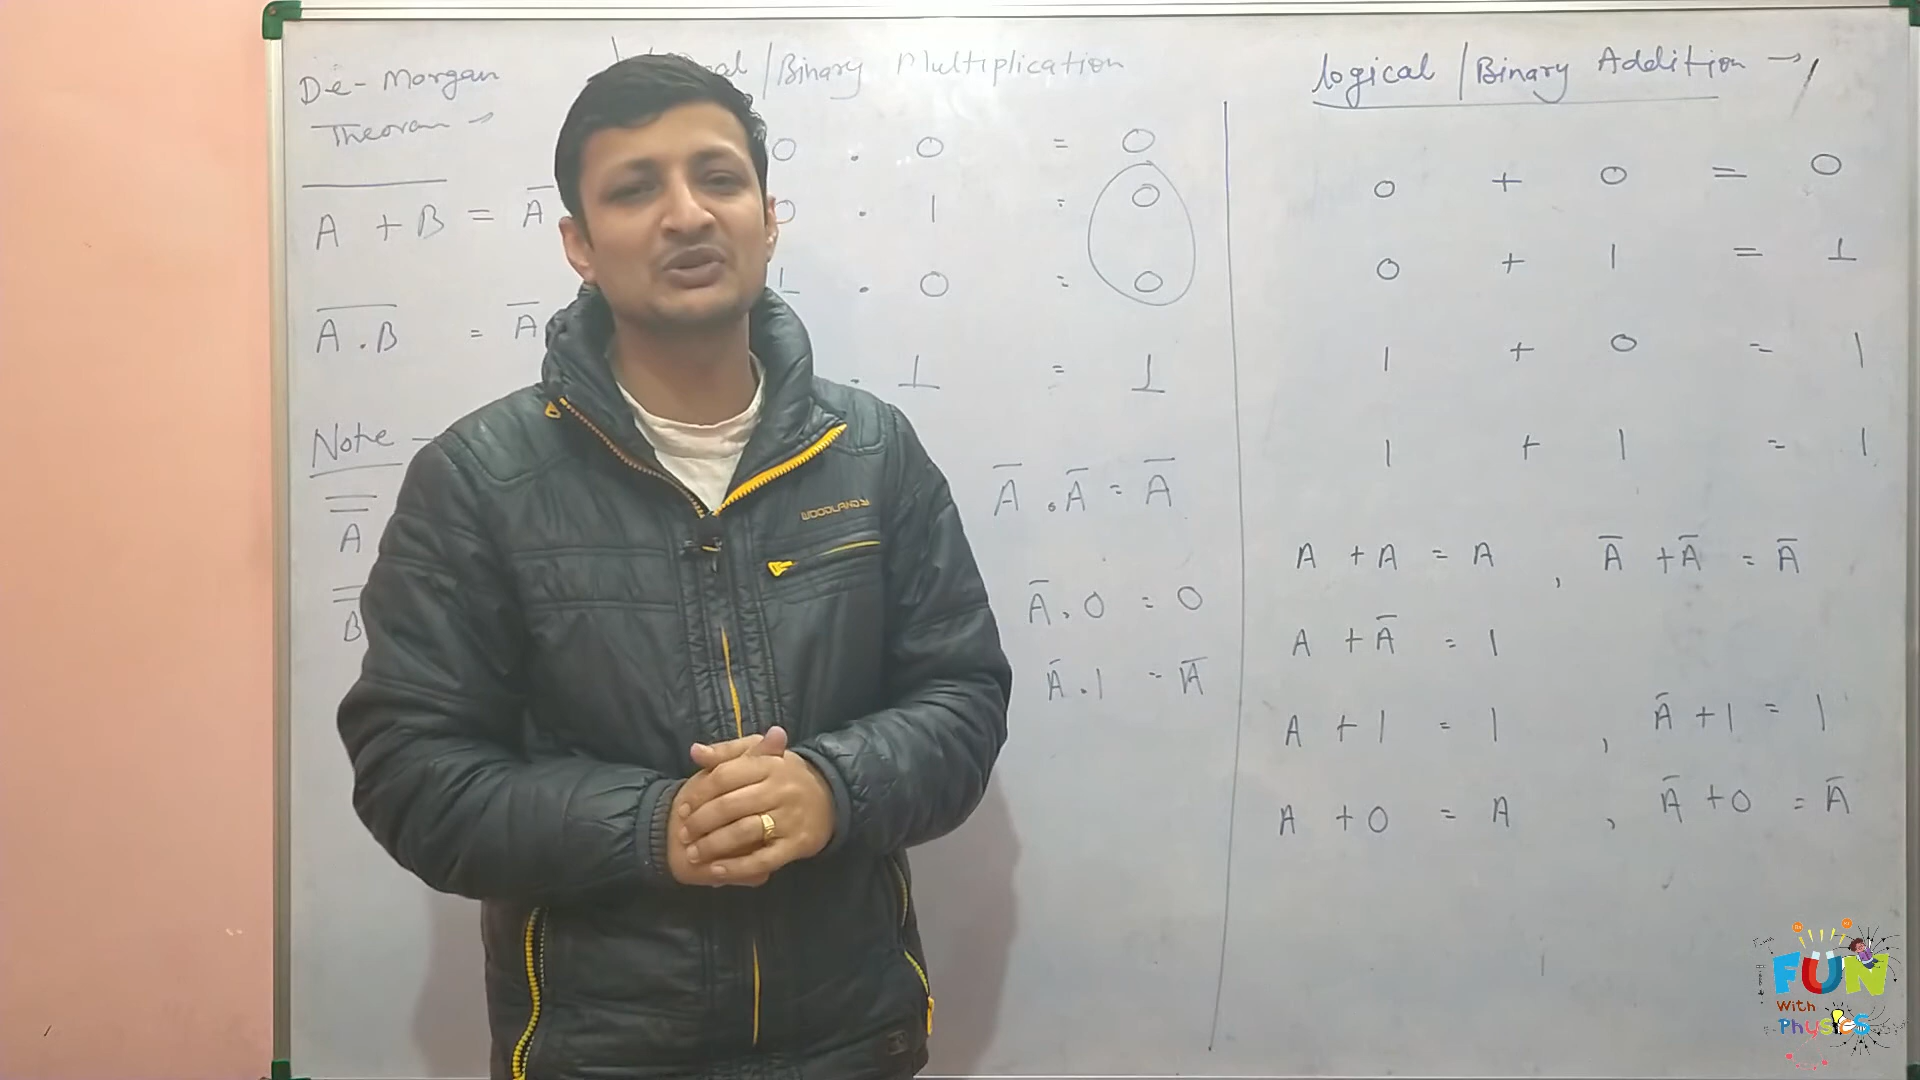 De-Morgan
Theoram →
A̅ ̅+̅ ̅B̅ = A̅
A̅ ̅.̅ ̅B̅ = A̅
Note -
A̿
B̿
/Binary Multiplication
0 . 0 = 0
0 . 1 = 0
1 . 0 = 0
. 1 = 1
A̅ . A̅ = A̅
A̅ . 0 = 0
A̅ . 1 = A̅
logical / Binary Addition →
0 + 0 = 0
0 + 1 = 1
1 + 0 = 1
1 + 1 = 1
A + A = A , A̅ + A̅ = A̅
A + A̅ = 1
A + 1 = 1 , A̅ + 1 = 1
A + 0 = A , A̅ + 0 = A̅
WOODLAND
FUN
With
Physics